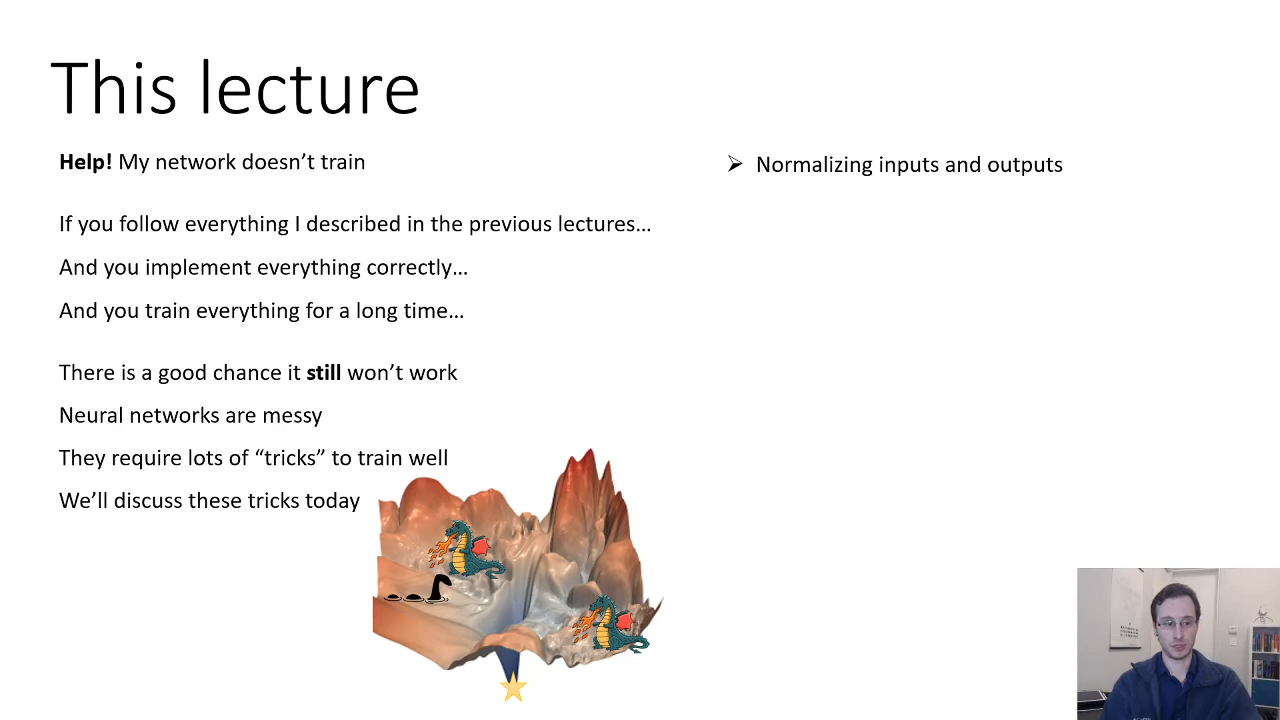 This lecture
Help! My network doesn’t train
If you follow everything I described in the previous lectures…
And you implement everything correctly…
And you train everything for a long time…
There is a good chance it still won’t work
Neural networks are messy
They require lots of “tricks” to train well
We’ll discuss these tricks today
➢ Normalizing inputs and outputs